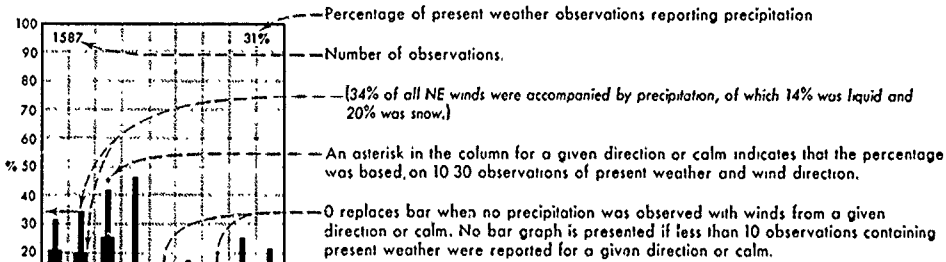 Percentage of present weather observations reporting precipitation
100
1587 31%
90
Number of observations.
80
70
(34% of all NE winds were accompanied by precipitation, of which 14% was liquid and
20% was snow.)
60
% 50
An asterisk in the column for a given direction or calm indicates that the percentage
was based on 10 30 observations of present weather and wind direction.
40
30
0 replaces bar when no precipitation was observed with winds from a given
direction or calm. No bar graph is presented if less than 10 observations containing
20
present weather were reported for a given direction or calm.